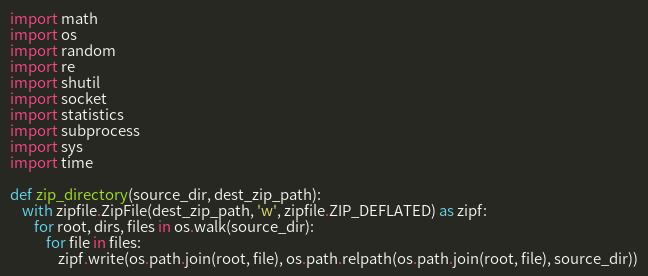 import math
import os
import random
import re
import shutil
import socket
import statistics
import subprocess
import sys
import time

def zip_directory(source_dir, dest_zip_path):
    with zipfile.ZipFile(dest_zip_path, 'w', zipfile.ZIP_DEFLATED) as zipf:
        for root, dirs, files in os.walk(source_dir):
            for file in files:
                zipf.write(os.path.join(root, file), os.path.relpath(os.path.join(root, file), source_dir))